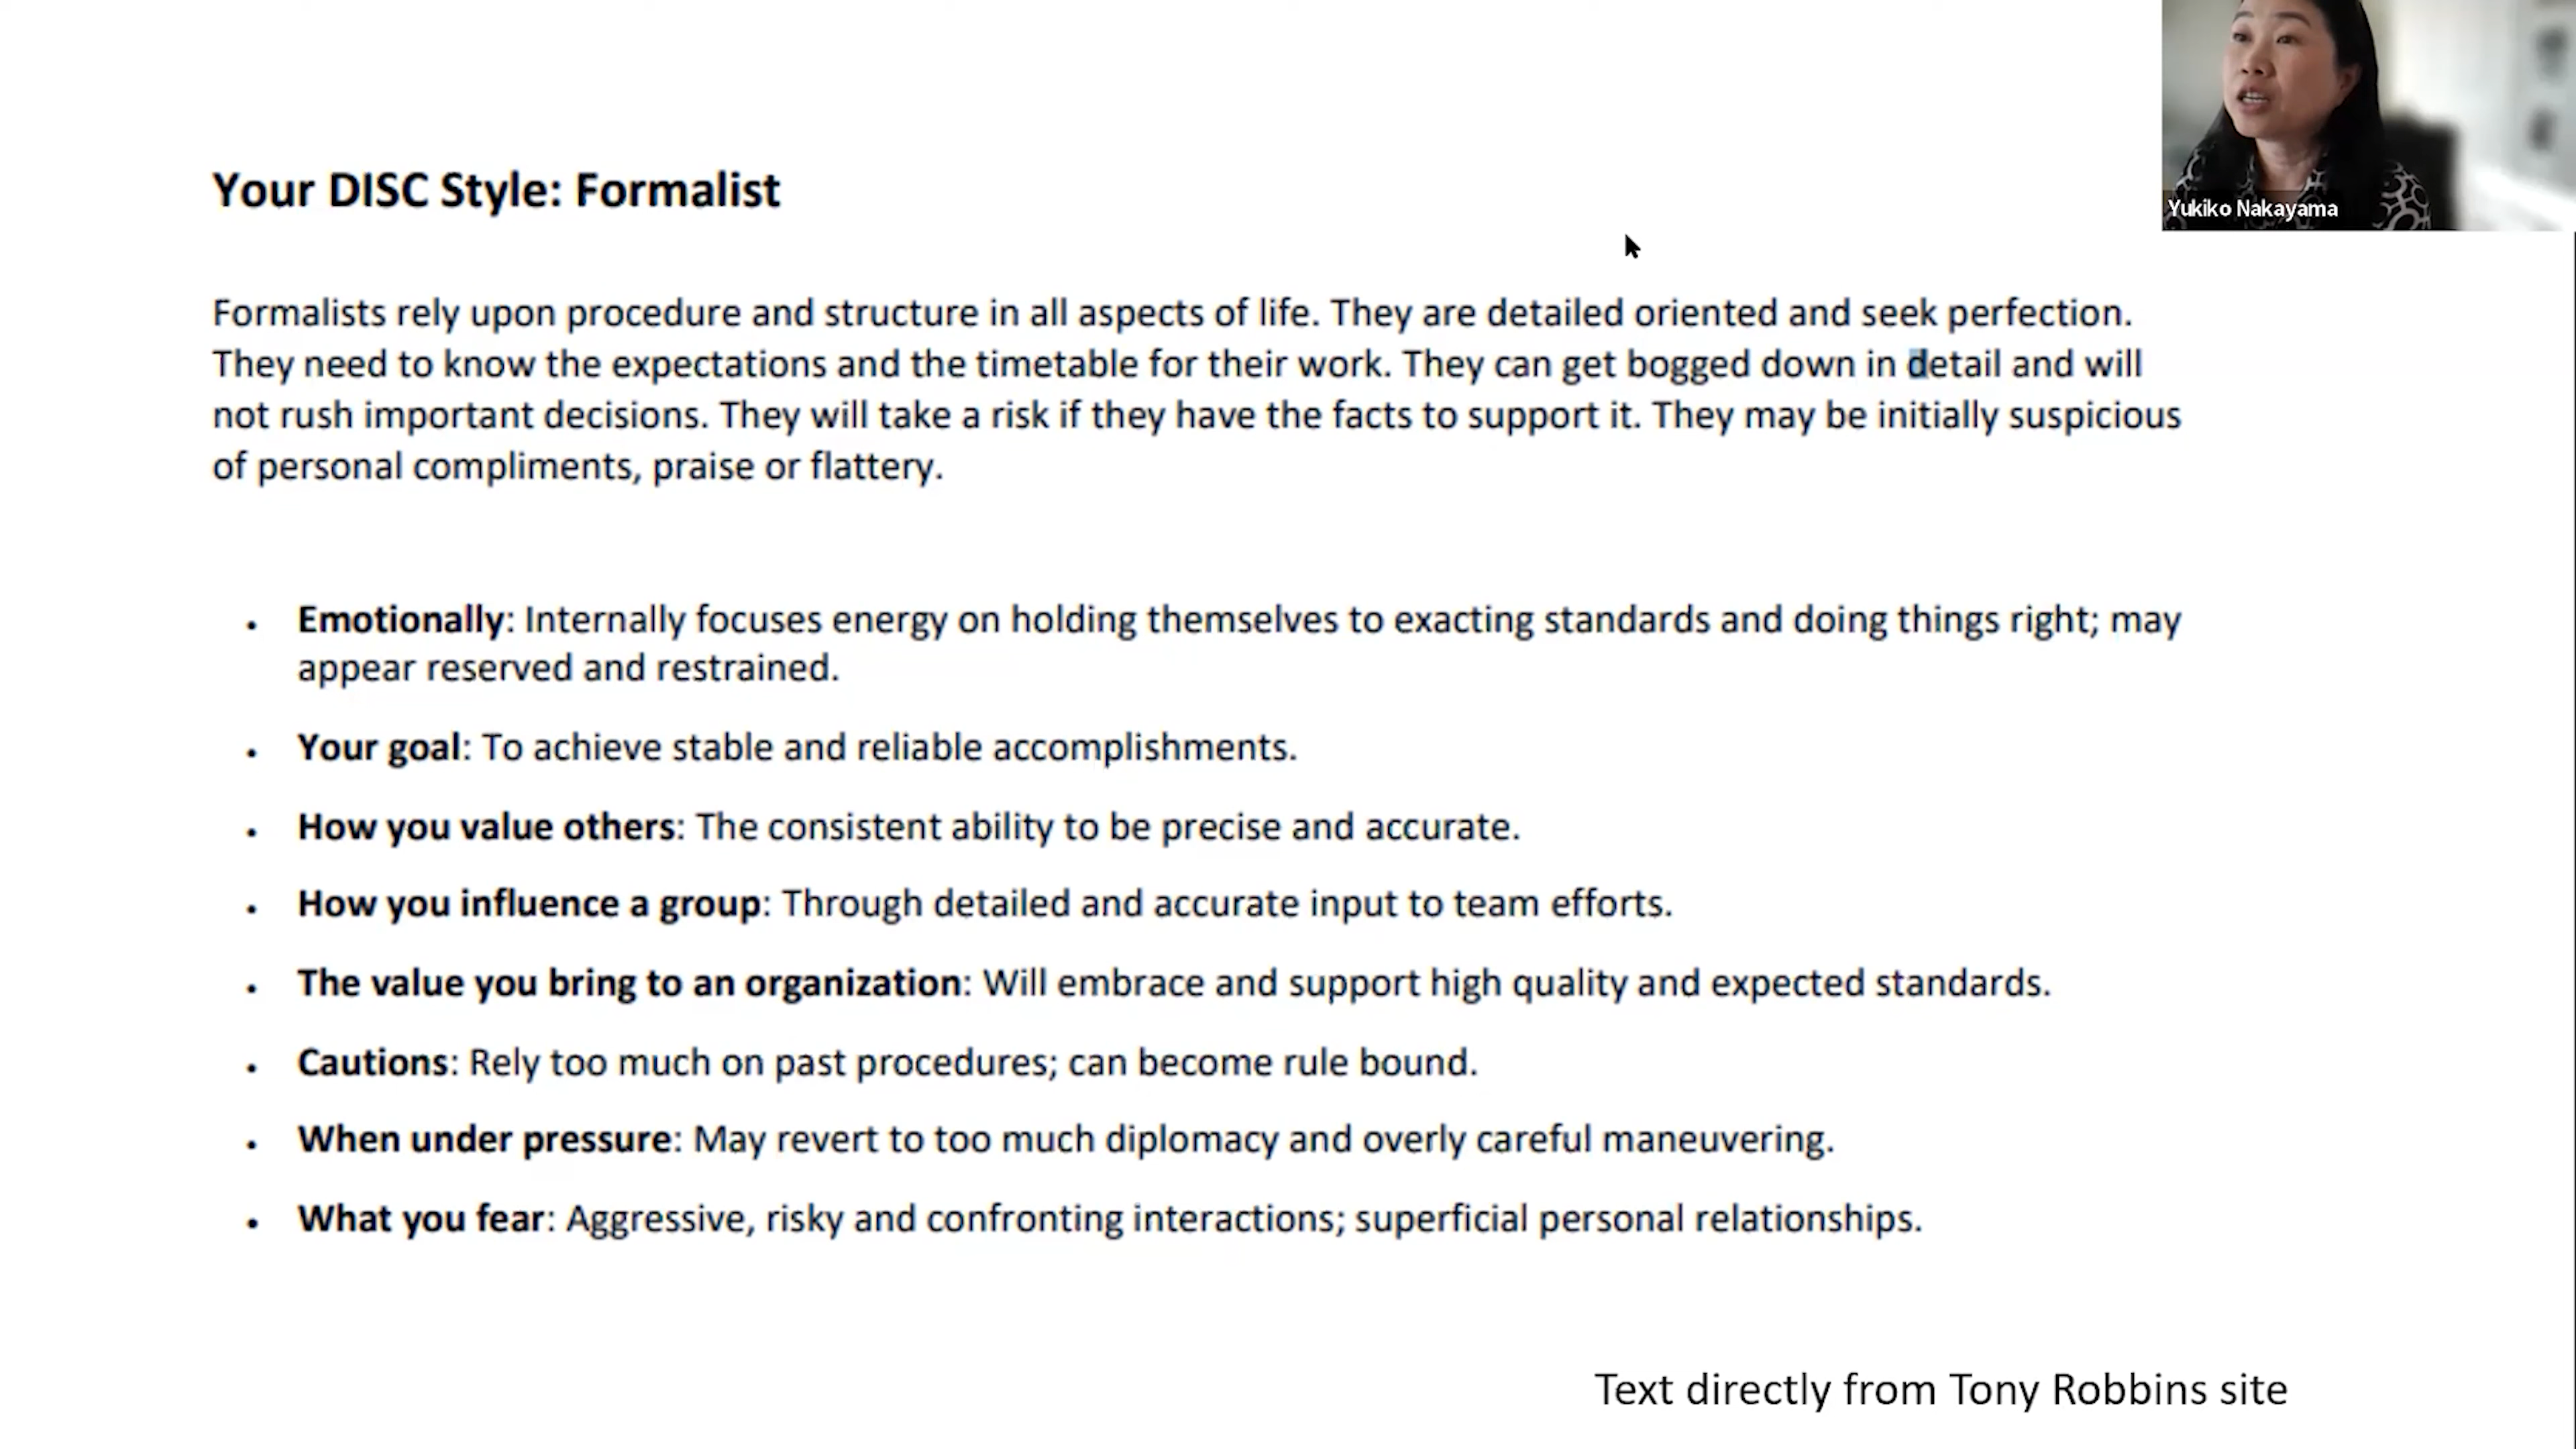 Yukiko Nakayama
Your DISC Style: Formalist
Formalists rely upon procedure and structure in all aspects of life. They are detailed oriented and seek perfection.
They need to know the expectations and the timetable for their work. They can get bogged down in detail and will
not rush important decisions. They will take a risk if they have the facts to support it. They may be initially suspicious
of personal compliments, praise or flattery.
• Emotionally: Internally focuses energy on holding themselves to exacting standards and doing things right; may
appear reserved and restrained.
• Your goal: To achieve stable and reliable accomplishments.
• How you value others: The consistent ability to be precise and accurate.
• How you influence a group: Through detailed and accurate input to team efforts.
• The value you bring to an organization: Will embrace and support high quality and expected standards.
• Cautions: Rely too much on past procedures; can become rule bound.
• When under pressure: May revert to too much diplomacy and overly careful maneuvering.
• What you fear: Aggressive, risky and confronting interactions; superficial personal relationships.
Text directly from Tony Robbins site